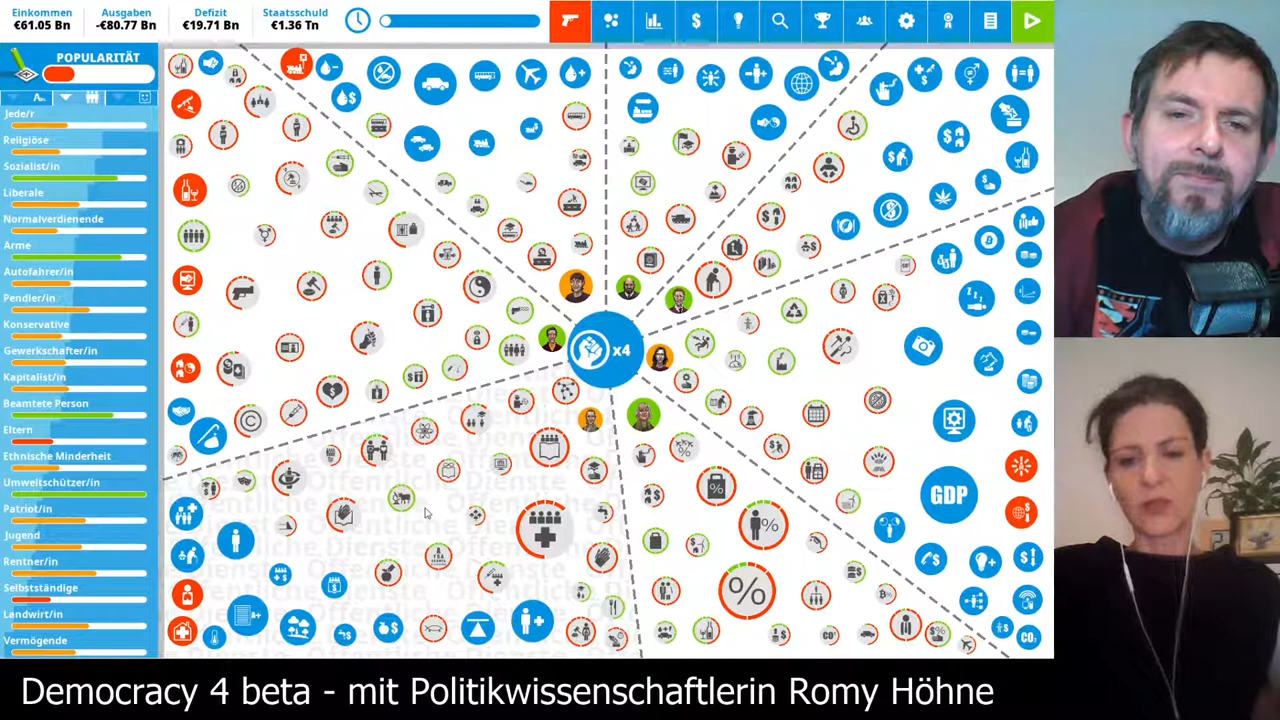 Einkommen
€61.05 Bn
Ausgaben
-€80.77 Bn
Defizit
€19.71 Bn
Staatsschuld
€1.36 Tn
POPULARITÄT
Jede/r
Religiöse
Sozialist/in
Liberale
Normalverdienende
Arme
Autofahrer/in
Pendler/in
Konservative
Gewerkschafter/in
Kapitalist/in
Beamtete Person
Eltern
Ethnische Minderheit
Umweltschützer/in
Patriot/in
Jugend
Rentner/in
Selbstständige
Landwirt/in
Vermögende
x4
GDP
%
%
CO²
Öffentliche Dienste
Democracy 4 beta - mit Politikwissenschaftlerin Romy Höhne